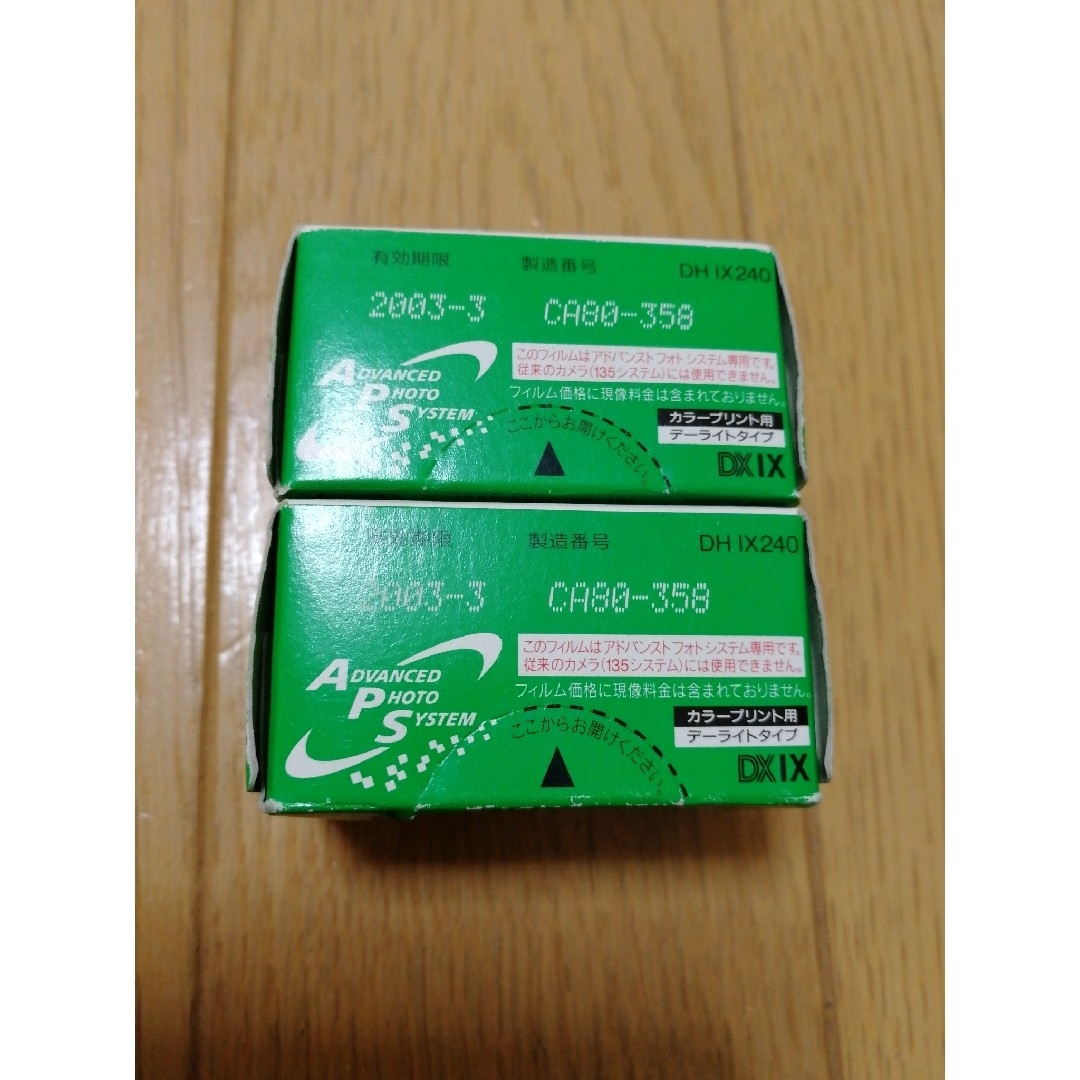 有効期限 製造番号 DH IX240
2003-3 CA80-358
このフィルムはアドバンストフォトシステム専用です。
従来のカメラ(135システム)には使用できません。
フィルム価格に現像料金は含まれておりません。
ADVANCED
PHOTO
SYSTEM
カラープリント用
デーライトタイプ
ここからお開けください。
DX IX
有効期限 製造番号 DH IX240
2003-3 CA80-358
このフィルムはアドバンストフォトシステム専用です。
従来のカメラ(135システム)には使用できません。
フィルム価格に現像料金は含まれておりません。
ADVANCED
PHOTO
SYSTEM
カラープリント用
デーライトタイプ
ここからお開けください。
DX IX